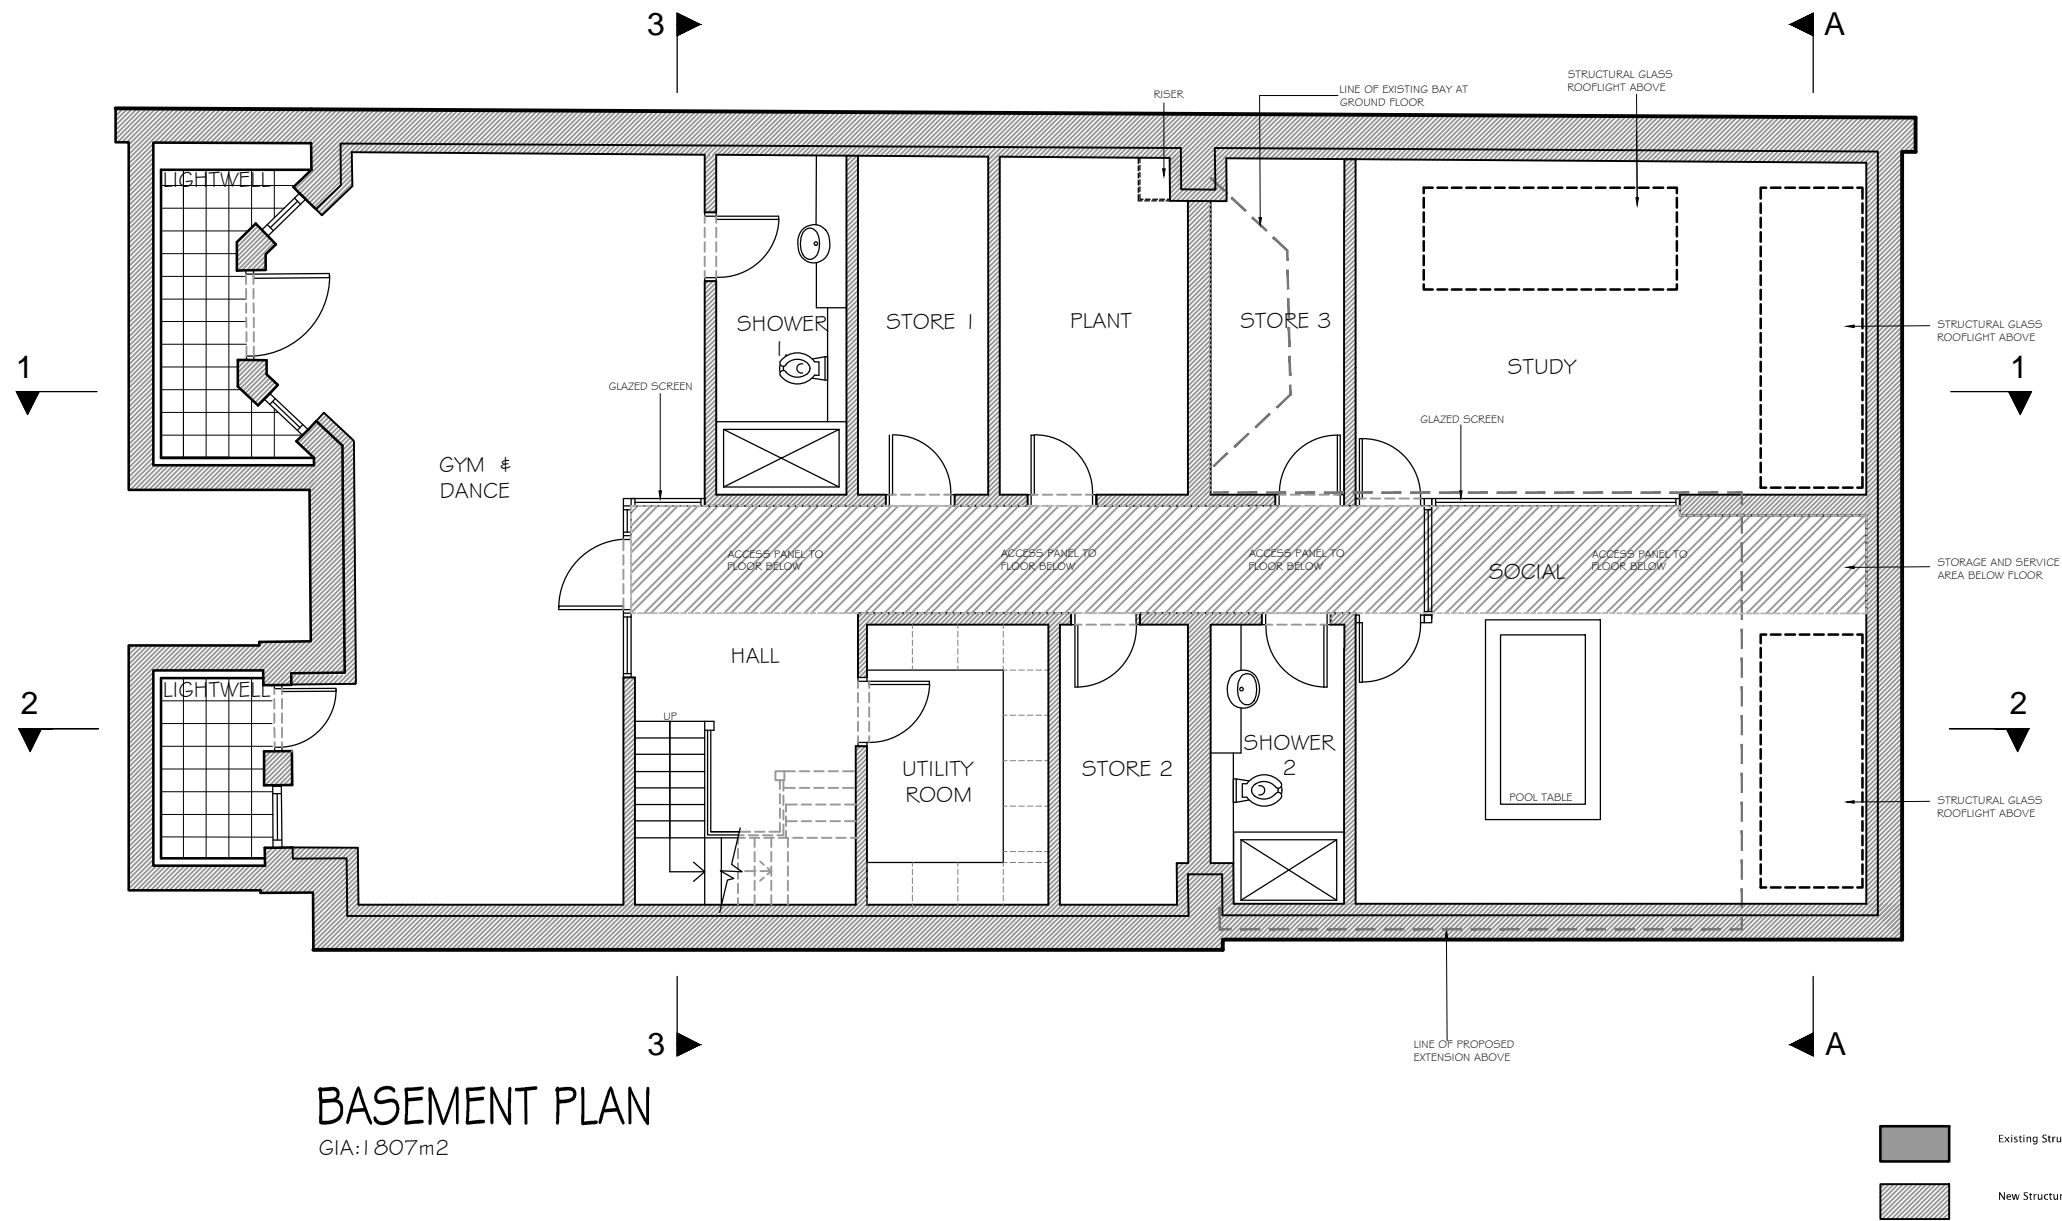 3
A
STRUCTURAL GLASS
ROOFLIGHT ABOVE
RISER
LINE OF EXISTING BAY AT
GROUND FLOOR
LIGHTWELL
SHOWER
1
STORE 1
PLANT
STORE 3
STUDY
STRUCTURAL GLASS
ROOFLIGHT ABOVE
1
1
GLAZED SCREEN
GLAZED SCREEN
GYM &
DANCE
ACCESS PANEL TO
FLOOR BELOW
ACCESS PANEL TO
FLOOR BELOW
ACCESS PANEL TO
FLOOR BELOW
SOCIAL
ACCESS PANEL TO
FLOOR BELOW
STORAGE AND SERVICE
AREA BELOW FLOOR
HALL
LIGHTWELL
2
UP
2
UTILITY
ROOM
STORE 2
SHOWER
2
POOL TABLE
STRUCTURAL GLASS
ROOFLIGHT ABOVE
3
LINE OF PROPOSED
EXTENSION ABOVE
A
BASEMENT PLAN
GIA:1807m2
Existing Stru
New Structur